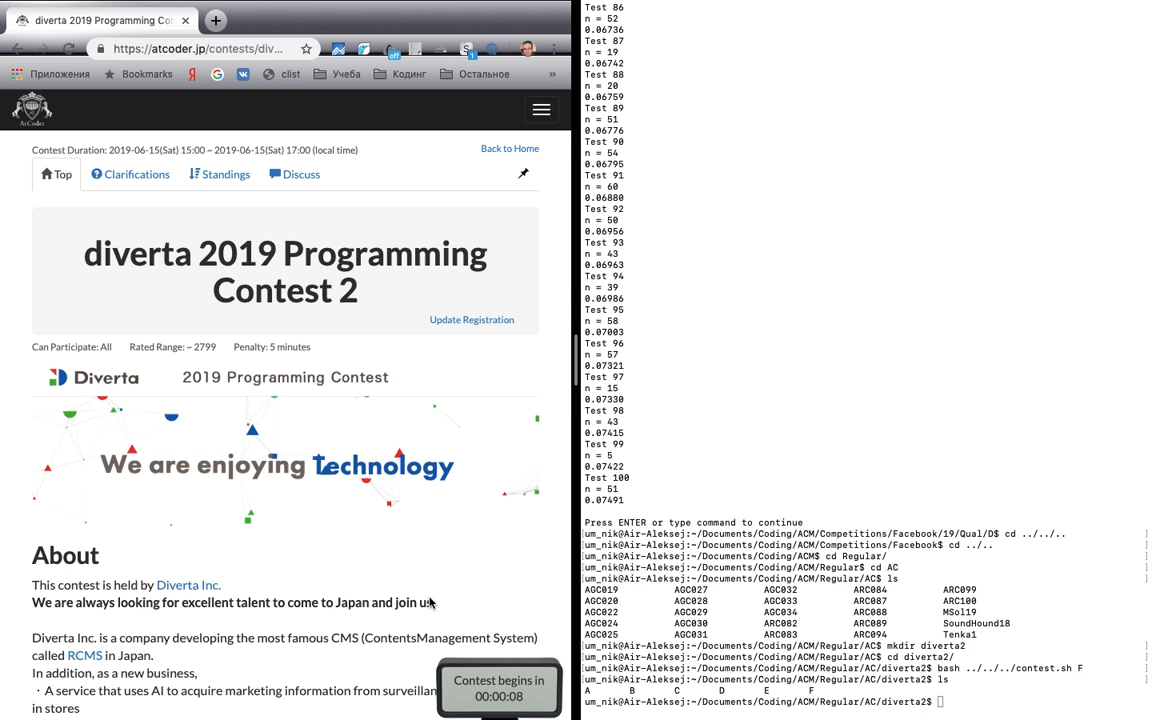 diverta 2019 Programming Con
https://atcoder.jp/contests/div...
off
S
1
Приложения
Bookmarks
Я
clist
Учеба
Кодинг
Остальное
»
AtCoder
Contest Duration: 2019-06-15(Sat) 15:00 ~ 2019-06-15(Sat) 17:00 (local time)
Back to Home
Top
Clarifications
Standings
Discuss
diverta 2019 Programming
Contest 2
Update Registration
Can Participate: All
Rated Range: ~ 2799
Penalty: 5 minutes
Diverta
2019 Programming Contest
We are enjoying Technology
About
This contest is held by Diverta Inc.
We are always looking for excellent talent to come to Japan and join us
Diverta Inc. is a company developing the most famous CMS (ContentsManagement System)
called RCMS in Japan.
In addition, as a new business,
・A service that uses AI to acquire marketing information from surveillan
in stores
Contest begins in
00:00:08
Test 86
n = 52
0.06736
Test 87
n = 19
0.06742
Test 88
n = 20
0.06759
Test 89
n = 51
0.06776
Test 90
n = 54
0.06795
Test 91
n = 60
0.06880
Test 92
n = 50
0.06956
Test 93
n = 43
0.06963
Test 94
n = 39
0.06986
Test 95
n = 58
0.07003
Test 96
n = 57
0.07321
Test 97
n = 15
0.07330
Test 98
n = 43
0.07415
Test 99
n = 5
0.07422
Test 100
n = 51
0.07491
Press ENTER or type command to continue
[um_nik@Air-Aleksej:~/Documents/Coding/ACM/Competitions/Facebook/19/Qual/D$ cd ../../.. ]
[um_nik@Air-Aleksej:~/Documents/Coding/ACM/Competitions/Facebook$ cd ../.. ]
[um_nik@Air-Aleksej:~/Documents/Coding/ACM$ cd Regular/ ]
[um_nik@Air-Aleksej:~/Documents/Coding/ACM/Regular$ cd AC ]
[um_nik@Air-Aleksej:~/Documents/Coding/ACM/Regular/AC$ ls ]
AGC019 AGC027 AGC032 ARC084 ARC099
AGC020 AGC028 AGC033 ARC087 ARC100
AGC022 AGC029 AGC034 ARC088 MSol19
AGC024 AGC030 ARC082 ARC089 SoundHound18
AGC025 AGC031 ARC083 ARC094 Tenka1
[um_nik@Air-Aleksej:~/Documents/Coding/ACM/Regular/AC$ mkdir diverta2 ]
[um_nik@Air-Aleksej:~/Documents/Coding/ACM/Regular/AC$ cd diverta2/ ]
[um_nik@Air-Aleksej:~/Documents/Coding/ACM/Regular/AC/diverta2$ bash ../../../contest.sh F ]
[um_nik@Air-Aleksej:~/Documents/Coding/ACM/Regular/AC/diverta2$ ls ]
A B C D E F
um_nik@Air-Aleksej:~/Documents/Coding/ACM/Regular/AC/diverta2$